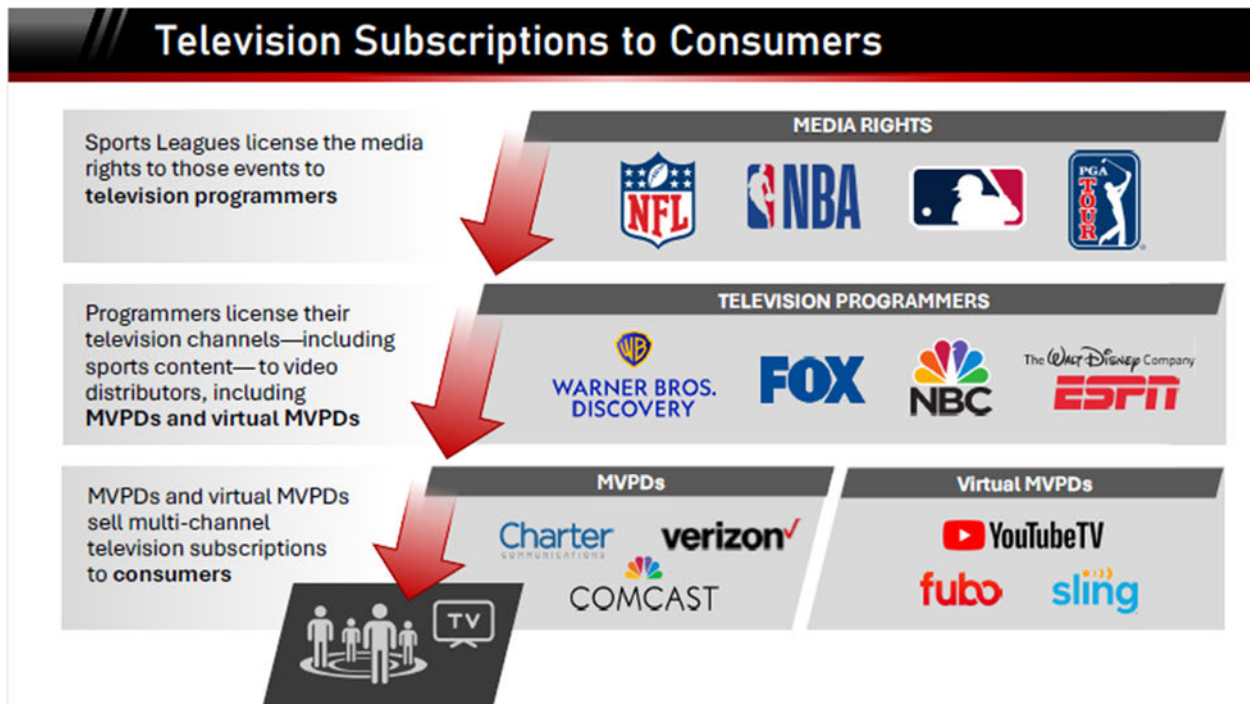 Television Subscriptions to Consumers
Sports Leagues license the media
rights to those events to
television programmers
MEDIA RIGHTS
NFL
NBA
PGA
TOUR
Programmers license their
television channels—including
sports content—to video
distributors, including
MVPDs and virtual MVPDs
TELEVISION PROGRAMMERS
WB
WARNER BROS.
DISCOVERY
FOX
NBC
The WALT DISNEY Company
ESPN
MVPDs and virtual MVPDs
sell multi-channel
television subscriptions
to consumers
MVPDs
Charter
COMMUNICATIONS
verizon
COMCAST
Virtual MVPDs
YouTubeTV
fubo
sling
TV